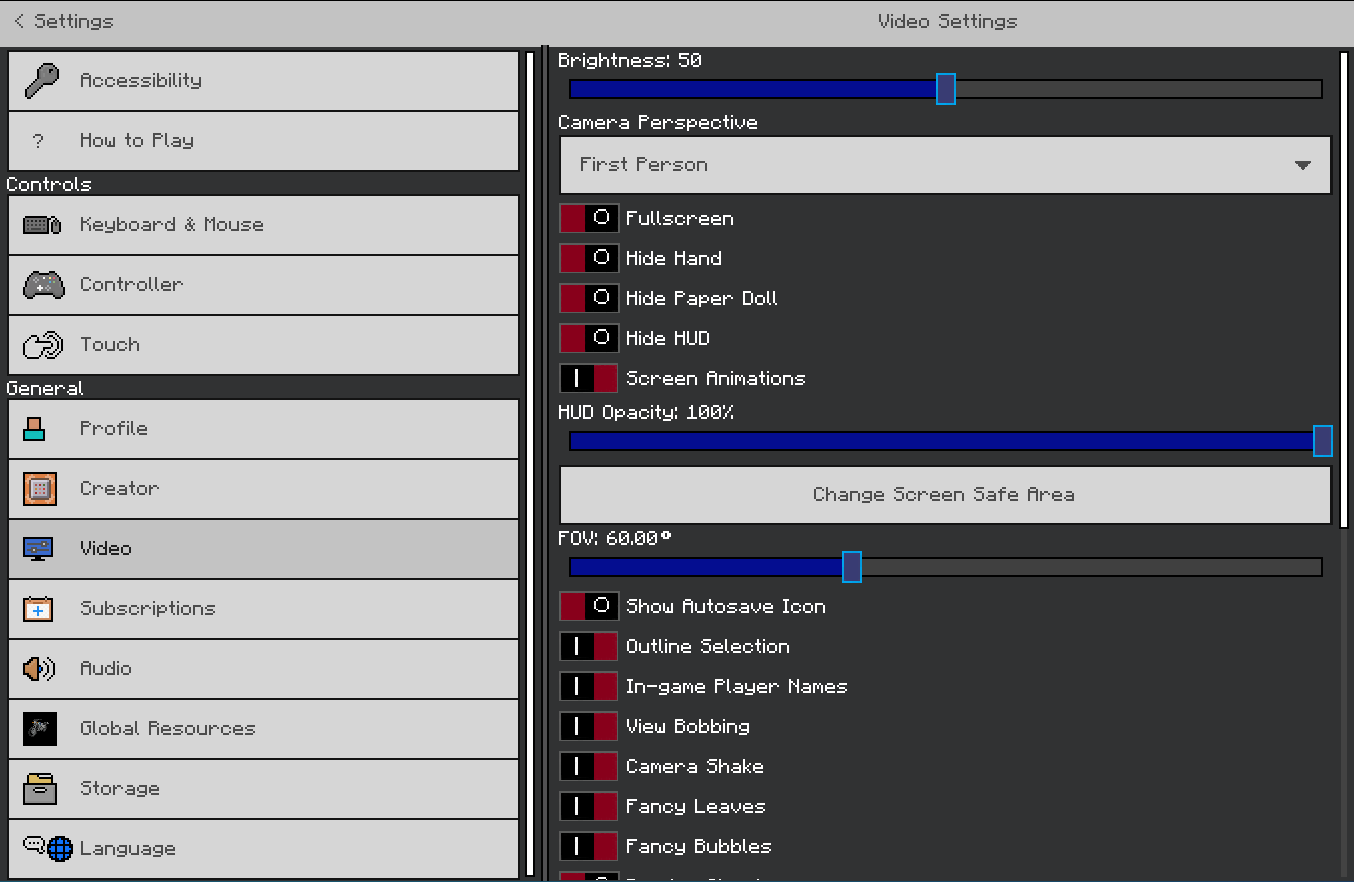 < Settings
Video Settings
Accessibility
? How to Play
Controls
Keyboard & Mouse
Controller
Touch
General
Profile
Creator
Video
Subscriptions
Audio
Global Resources
Storage
Language
Brightness: 50
Camera Perspective
First Person
Fullscreen
Hide Hand
Hide Paper Doll
Hide HUD
Screen Animations
HUD Opacity: 100%
Change Screen Safe Area
FOV: 60.00°
Show Autosave Icon
Outline Selection
In-game Player Names
View Bobbing
Camera Shake
Fancy Leaves
Fancy Bubbles